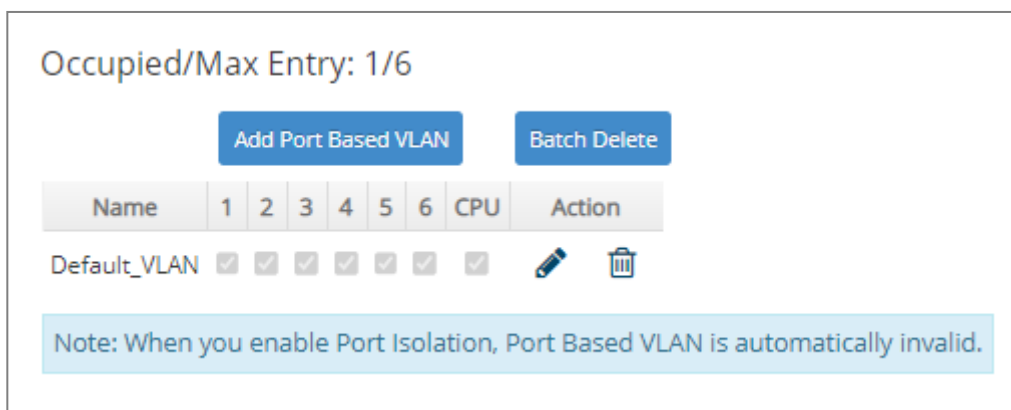 Occupied/Max Entry: 1/6
Add Port Based VLAN Batch Delete
Name 1 2 3 4 5 6 CPU Action
Default_VLAN
Note: When you enable Port Isolation, Port Based VLAN is automatically invalid.